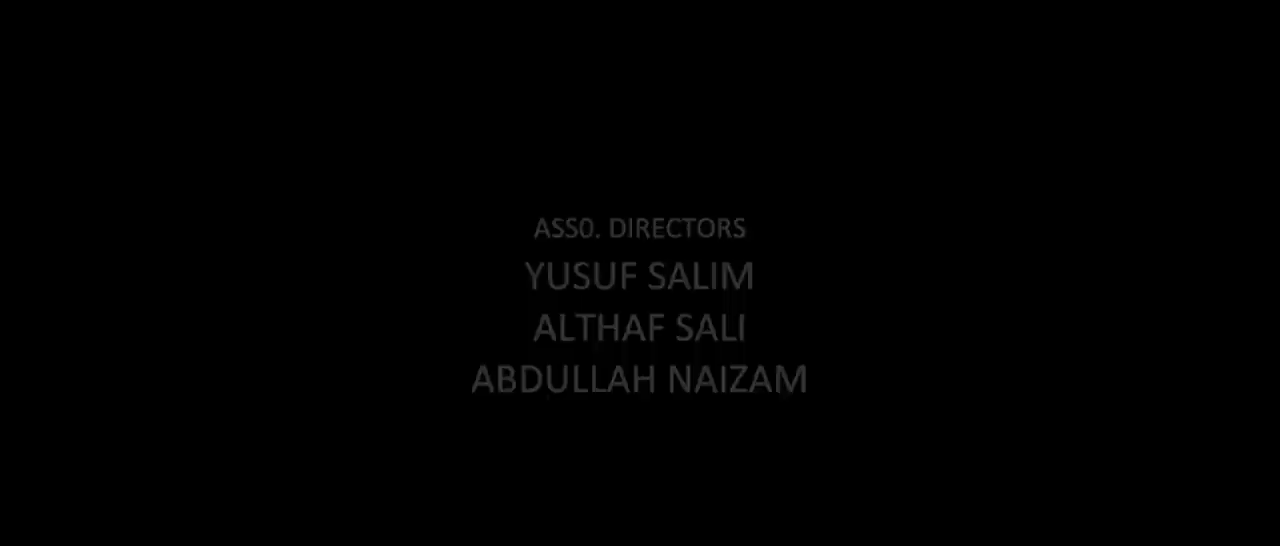 ASS0. DIRECTORS
YUSUF SALIM
ALTHAF SALI
ABDULLAH NAIZAM